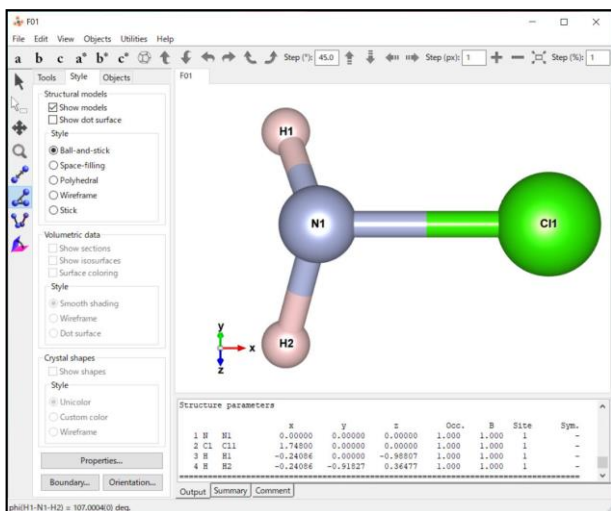 F01
File Edit View Objects Utilities Help
a b c a* b* c* Step (°): 45.0 Step (px): 1 Step (%): 1
Tools Style Objects
F01
Structural models
Show models
Show dot surface
Style
Ball-and-stick
Space-filling
Polyhedral
Wireframe
Stick
Volumetric data
Show sections
Show isosurfaces
Surface coloring
Style
Smooth shading
Wireframe
Dot surface
Crystal shapes
Show shapes
Style
Unicolor
Custom color
Wireframe
Properties...
Boundary... Orientation...
H1
N1
Cl1
H2
y
x
z
Structure parameters
x y z Occ. B Site Sym.
1 N N1 0.00000 0.00000 0.00000 1.000 1.000 1 -
2 Cl Cl1 1.74800 0.00000 0.00000 1.000 1.000 1 -
3 H H1 -0.24086 0.00000 -0.98807 1.000 1.000 1 -
4 H H2 -0.24086 -0.91827 0.36477 1.000 1.000 1 -
Output Summary Comment
phi(H1-N1-H2) = 107.0004(0) deg.